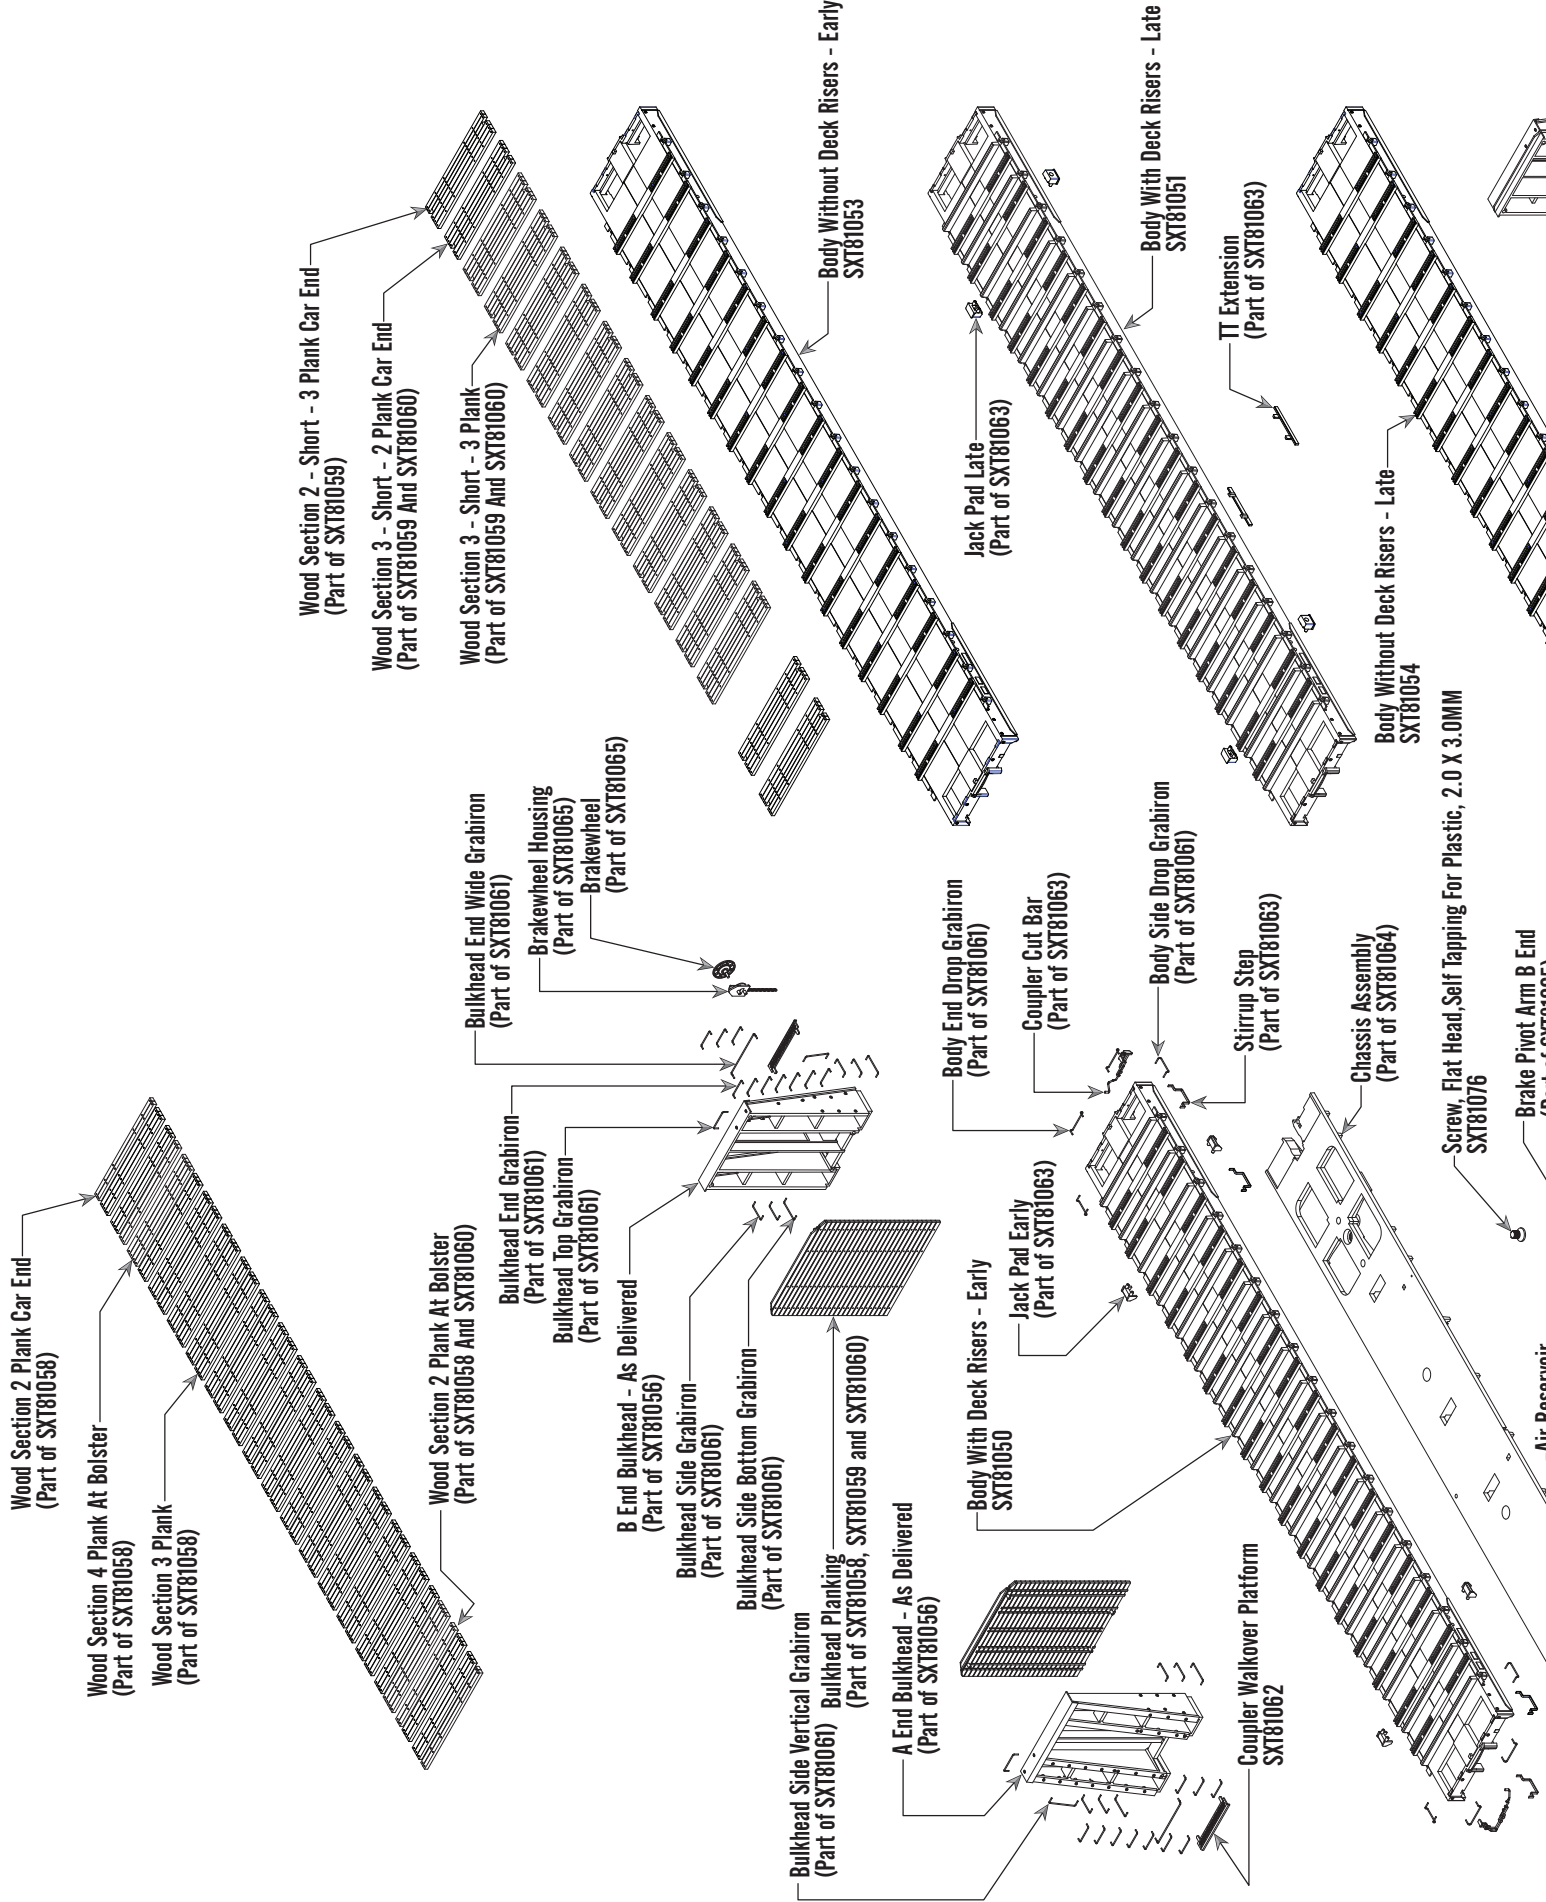 Wood Section 2 Plank Car End
(Part of SXT81058)
Wood Section 4 Plank At Bolster
(Part of SXT81058)
Wood Section 3 Plank
(Part of SXT81058)
Wood Section 2 Plank At Bolster
(Part of SXT81058 And SXT81060)
Bulkhead End Wide Grabiron
(Part of SXT81061)
Brakewheel Housing
(Part of SXT81065)
Brakewheel
(Part of SXT81065)
Bulkhead End Grabiron
(Part of SXT81061)
Bulkhead Top Grabiron
(Part of SXT81061)
B End Bulkhead - As Delivered
(Part of SXT81056)
Bulkhead Side Grabiron
(Part of SXT81061)
Bulkhead Side Bottom Grabiron
(Part of SXT81061)
Bulkhead Side Vertical Grabiron
(Part of SXT81061)
Bulkhead Planking
(Part of SXT81058, SXT81059 and SXT81060)
A End Bulkhead - As Delivered
(Part of SXT81056)
Body With Deck Risers - Early
SXT81050
Jack Pad Early
(Part of SXT81063)
Body End Drop Grabiron
(Part of SXT81061)
Coupler Cut Bar
(Part of SXT81063)
Body Side Drop Grabiron
(Part of SXT81061)
Stirrup Step
(Part of SXT81063)
Coupler Walkover Platform
SXT81062
Chassis Assembly
(Part of SXT81064)
Screw, Flat Head,Self Tapping For Plastic, 2.0 X 3.0MM
SXT81076
Brake Pivot Arm B End
Air Reservoir
Wood Section 2 - Short - 3 Plank Car End
(Part of SXT81059)
Wood Section 3 - Short - 2 Plank Car End
(Part of SXT81059 And SXT81060)
Wood Section 3 - Short - 3 Plank
(Part of SXT81059 And SXT81060)
Body Without Deck Risers - Early
SXT81053
Jack Pad Late
(Part of SXT81063)
Body With Deck Risers - Late
SXT81051
TT Extension
(Part of SXT81063)
Body Without Deck Risers - Late
SXT81054